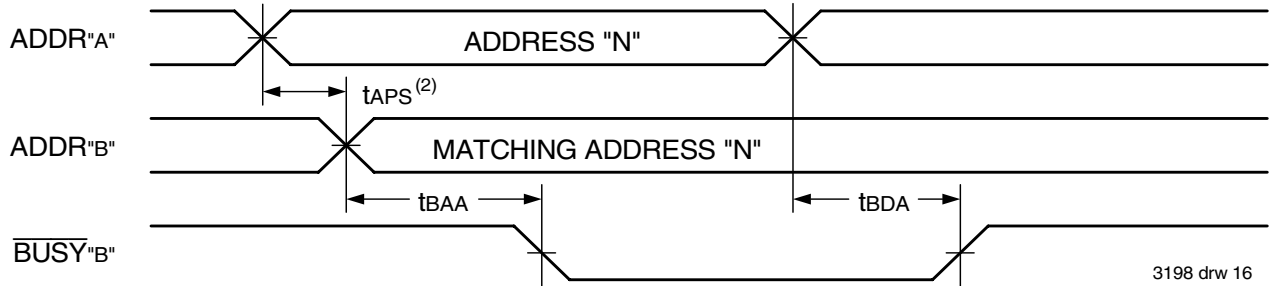 ADDR"A"
ADDRESS "N"
tAPS(2)
ADDR"B"
MATCHING ADDRESS "N"
tBAA
tBDA
BUSY"B"
3198 drw 16